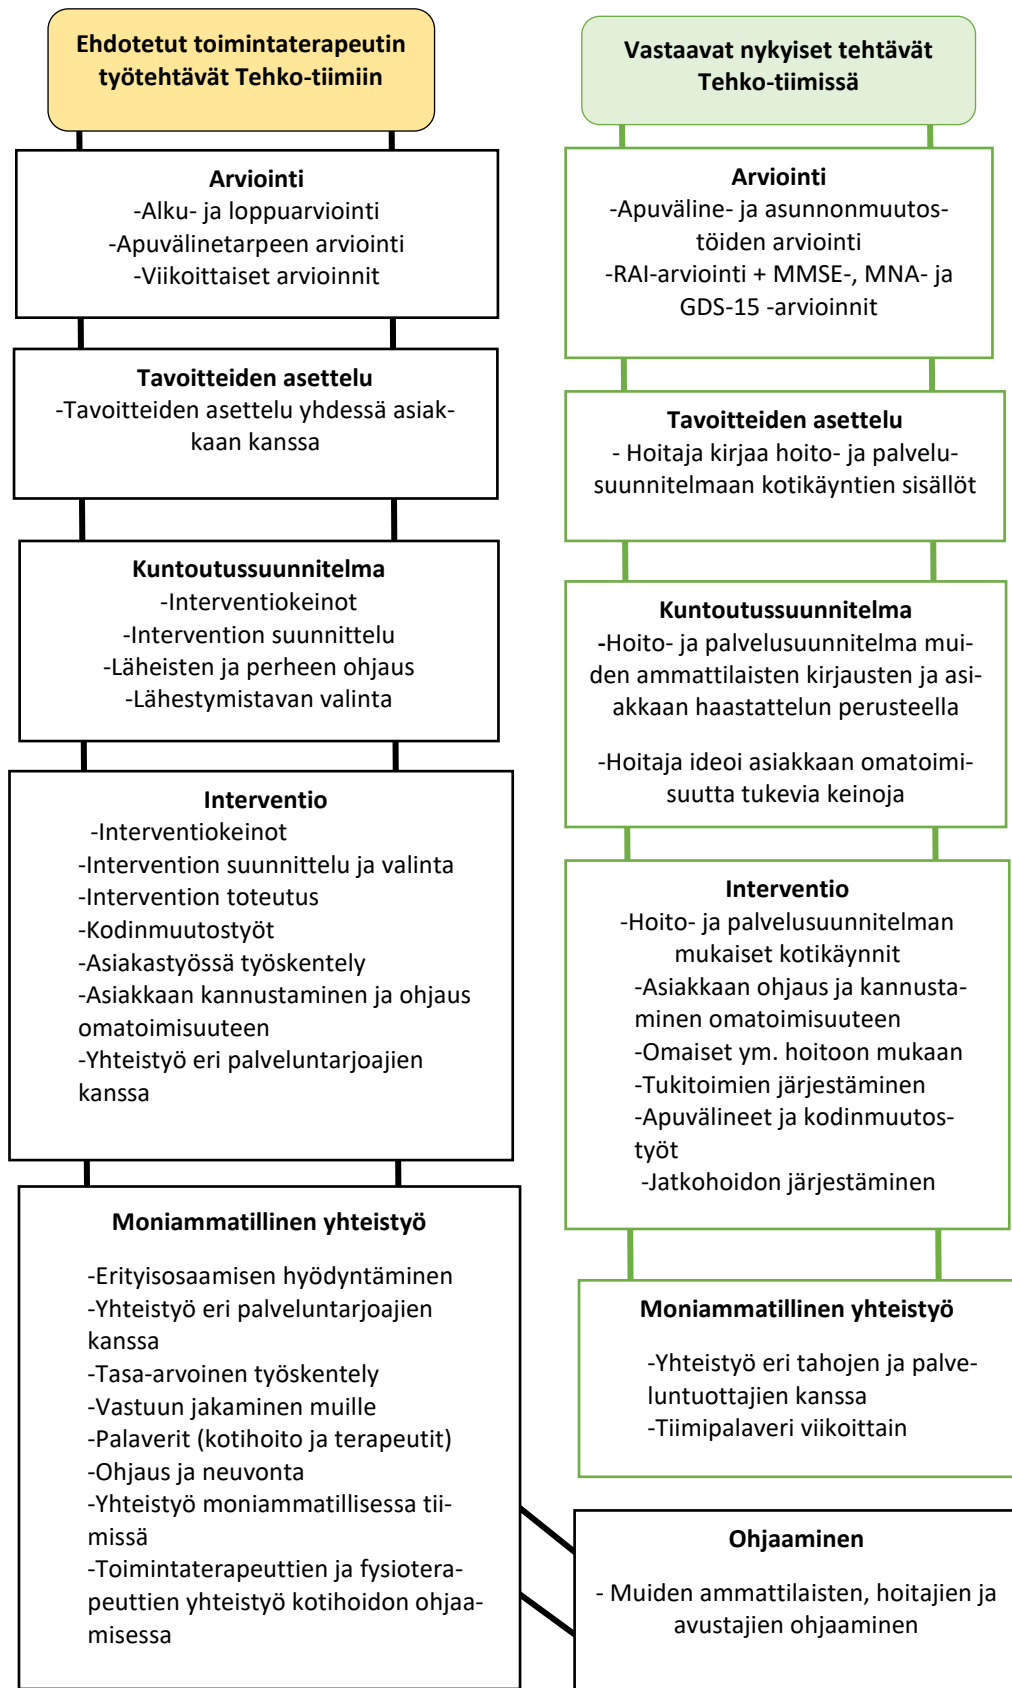 Ehdotetut toimintaterapeutin
työtehtävät Tehko-tiimiin
Arviointi
-Alku- ja loppuarviointi
-Apuvälinetarpeen arviointi
-Viikoittaiset arvioinnit
Tavoitteiden asettelu
-Tavoitteiden asettelu yhdessä asiak-
kaan kanssa
Kuntoutussuunnitelma
-Interventiokeinot
-Intervention suunnittelu
-Läheisten ja perheen ohjaus
-Lähestymistavan valinta
Interventio
-Interventiokeinot
-Intervention suunnittelu ja valinta
-Intervention toteutus
-Kodinmuutostyöt
-Asiakastyössä työskentely
-Asiakkaan kannustaminen ja ohjaus
omatoimisuuteen
-Yhteistyö eri palveluntarjoajien
kanssa
Moniammatillinen yhteistyö
-Erityisosaamisen hyödyntäminen
-Yhteistyö eri palveluntarjoajien
kanssa
-Tasa-arvoinen työskentely
-Vastuun jakaminen muille
-Palaverit (kotihoito ja terapeutit)
-Ohjaus ja neuvonta
-Yhteistyö moniammatillisessa tii-
missä
-Toimintaterapeuttien ja fysiotera-
peuttien yhteistyö kotihoidon ohjaa-
misessa
Vastaavat nykyiset tehtävät
Tehko-tiimissä
Arviointi
-Apuväline- ja asunnonmuutos-
töiden arviointi
-RAI-arviointi + MMSE-, MNA- ja
GDS-15 -arvioinnit
Tavoitteiden asettelu
- Hoitaja kirjaa hoito- ja palvelu-
suunnitelmaan kotikäyntien sisällöt
Kuntoutussuunnitelma
-Hoito- ja palvelusuunnitelma mui-
den ammattilaisten kirjausten ja asi-
akkaan haastattelun perusteella
-Hoitaja ideoi asiakkaan omatoimi-
suutta tukevia keinoja
Interventio
-Hoito- ja palvelusuunnitelman
mukaiset kotikäynnit
-Asiakkaan ohjaus ja kannusta-
minen omatoimisuuteen
-Omaiset ym. hoitoon mukaan
-Tukitoimien järjestäminen
-Apuvälineet ja kodinmuutos-
työt
-Jatkohoidon järjestäminen
Moniammatillinen yhteistyö
-Yhteistyö eri tahojen ja palve-
luntuottajien kanssa
-Tiimipalaveri viikoittain
Ohjaaminen
- Muiden ammattilaisten, hoitajien ja
avustajien ohjaaminen